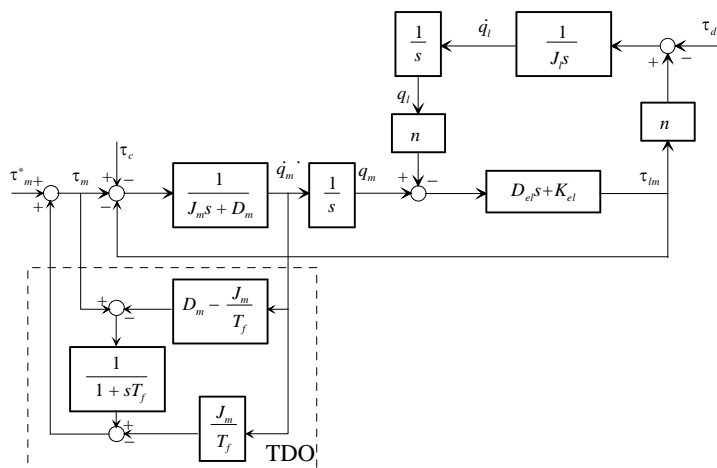 1/s
q̇_l
1/(J_l s)
τ_d
+
−
q_l
n
n
τ*_m +
+
τ_m
τ_c
+
−
−
1/(J_m s + D_m)
q̇_m
1/s
q_m
+
−
D_el s+K_el
τ_lm
+
−
D_m − J_m/T_f
1/(1 + sT_f)
+
−
J_m/T_f
TDO